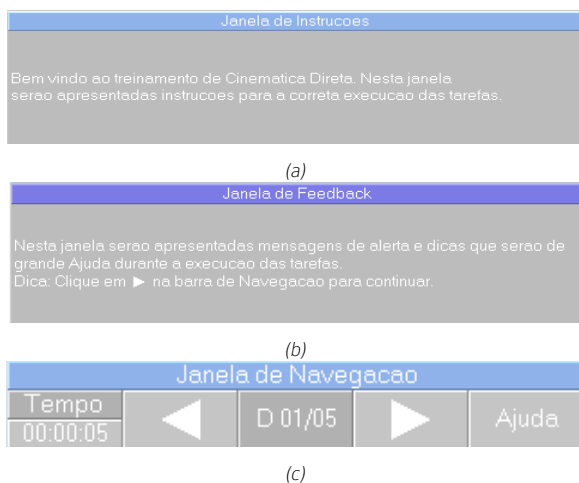 Janela de Instrucoes
Bem vindo ao treinamento de Cinematica Direta. Nesta janela
serao apresentadas instrucoes para a correta execucao das tarefas.
(a)
Janela de Feedback
Nesta janela serao apresentadas mensagens de alerta e dicas que serao de
grande Ajuda durante a execucao das tarefas.
Dica: Clique em ► na barra de Navegacao para continuar.
(b)
Janela de Navegacao
Tempo
00:00:05
D 01/05
Ajuda
(c)